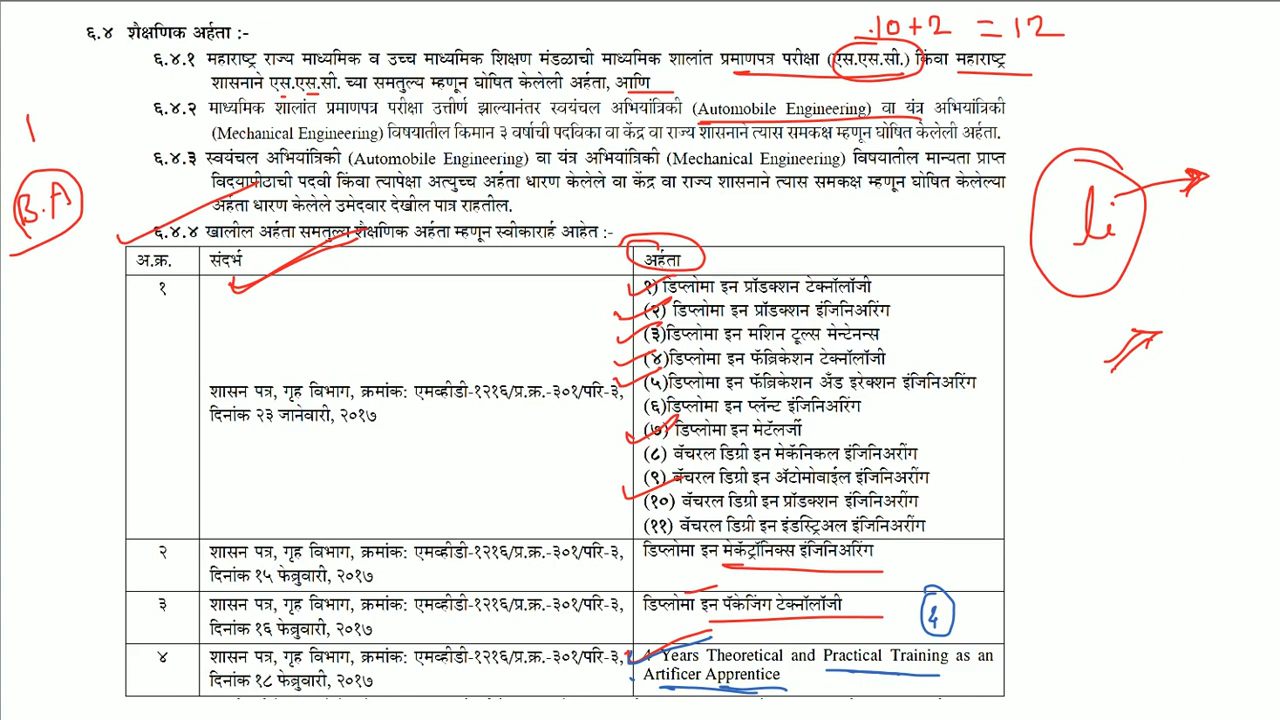 ६.४ शैक्षणिक अर्हता :-
10+2 = 12
६.४.१ महाराष्ट्र राज्य माध्यमिक व उच्च माध्यमिक शिक्षण मंडळाची माध्यमिक शालांत प्रमाणपत्र परीक्षा (एस.एस.सी.) किंवा महाराष्ट्र
शासनाने एस.एस.सी. च्या समतुल्य म्हणून घोषित केलेली अर्हता, आणि
६.४.२ माध्यमिक शालांत प्रमाणपत्र परीक्षा उत्तीर्ण झाल्यानंतर स्वयंचल अभियांत्रिकी (Automobile Engineering) वा यंत्र अभियांत्रिकी
(Mechanical Engineering) विषयातील किमान ३ वर्षाची पदविका वा केंद्र वा राज्य शासनाने त्यास समकक्ष म्हणून घोषित केलेली अर्हता.
६.४.३ स्वयंचल अभियांत्रिकी (Automobile Engineering) वा यंत्र अभियांत्रिकी (Mechanical Engineering) विषयातील मान्यता प्राप्त
विदयापीठाची पदवी किंवा त्यापेक्षा अत्युच्च अर्हता धारण केलेले वा केंद्र वा राज्य शासनाने त्यास समकक्ष म्हणून घोषित केलेल्या
अर्हता धारण केलेले उमेदवार देखील पात्र राहतील.
B.A
६.४.४ खालील अर्हता समतुल्य शैक्षणिक अर्हता म्हणून स्वीकारार्ह आहेत :-
अ.क्र. संदर्भ अर्हता
१
शासन पत्र, गृह विभाग, क्रमांक: एमव्हीडी-१२१६/प्र.क्र.-३०१/परि-३,
दिनांक २३ जानेवारी, २०१७
१) डिप्लोमा इन प्रॉडक्शन टेक्नॉलॉजी
(२) डिप्लोमा इन प्रॉडक्शन इंजिनिअरिंग
(३)डिप्लोमा इन मशिन टूल्स मेन्टेनन्स
(४)डिप्लोमा इन फॅब्रिकेशन टेक्नॉलॉजी
(५)डिप्लोमा इन फॅब्रिकेशन अँड इरेक्शन इंजिनिअरिंग
(६)डिप्लोमा इन प्लॅन्ट इंजिनिअरिंग
(७) डिप्लोमा इन मेटॅलर्जी
(८) बॅचरल डिग्री इन मेकॅनिकल इंजिनिअरींग
(९) बॅचरल डिग्री इन ॲटोमोबाईल इंजिनिअरींग
(१०) बॅचरल डिग्री इन प्रॉडक्शन इंजिनिअरींग
(११) बॅचरल डिग्री इन इंडस्ट्रिअल इंजिनिअरींग
२
शासन पत्र, गृह विभाग, क्रमांक: एमव्हीडी-१२१६/प्र.क्र.-३०१/परि-३,
दिनांक १५ फेब्रुवारी, २०१७
डिप्लोमा इन मेकॅट्रॉनिक्स इंजिनिअरिंग
३
शासन पत्र, गृह विभाग, क्रमांक: एमव्हीडी-१२१६/प्र.क्र.-३०१/परि-३,
दिनांक १६ फेब्रुवारी, २०१७
डिप्लोमा इन पॅकेजिंग टेक्नॉलॉजी
४
शासन पत्र, गृह विभाग, क्रमांक: एमव्हीडी-१२१६/प्र.क्र.-३०१/परि-३,
दिनांक १८ फेब्रुवारी, २०१७
4 Years Theoretical and Practical Training as an
Artificer Apprentice